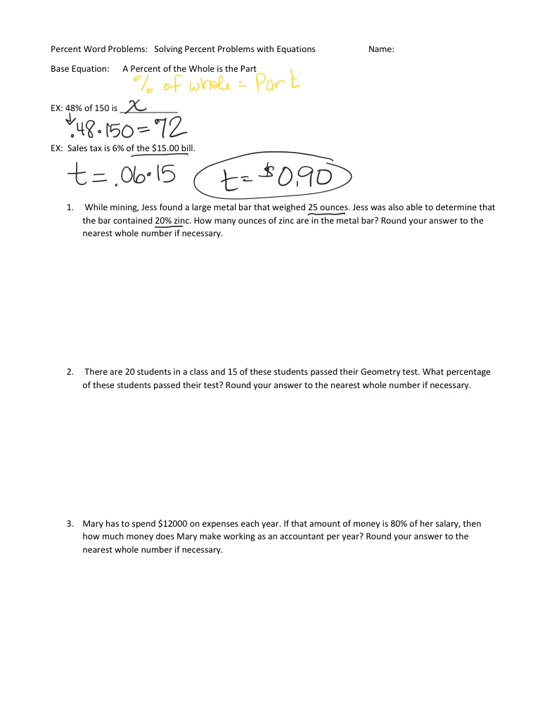 Percent Word Problems: Solving Percent Problems with Equations Name:
Base Equation: A Percent of the Whole is the Part
% of whole = Part
EX: 48% of 150 is x
.48·150=72
EX: Sales tax is 6% of the $15.00 bill.
t=.06·15 t=$0.90
1. While mining, Jess found a large metal bar that weighed 25 ounces. Jess was also able to determine that
the bar contained 20% zinc. How many ounces of zinc are in the metal bar? Round your answer to the
nearest whole number if necessary.
2. There are 20 students in a class and 15 of these students passed their Geometry test. What percentage
of these students passed their test? Round your answer to the nearest whole number if necessary.
3. Mary has to spend $12000 on expenses each year. If that amount of money is 80% of her salary, then
how much money does Mary make working as an accountant per year? Round your answer to the
nearest whole number if necessary.